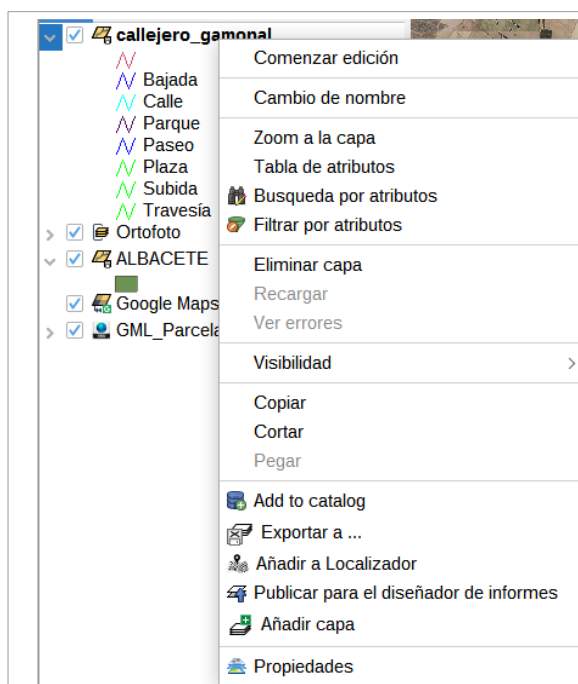 callejero_gamonal
Bajada
Calle
Parque
Paseo
Plaza
Subida
Travesía
Ortofoto
ALBACETE
Google Maps
GML_Parcela
Comenzar edición
Cambio de nombre
Zoom a la capa
Tabla de atributos
Busqueda por atributos
Filtrar por atributos
Eliminar capa
Recargar
Ver errores
Visibilidad
Copiar
Cortar
Pegar
Add to catalog
Exportar a ...
Añadir a Localizador
Publicar para el diseñador de informes
Añadir capa
Propiedades